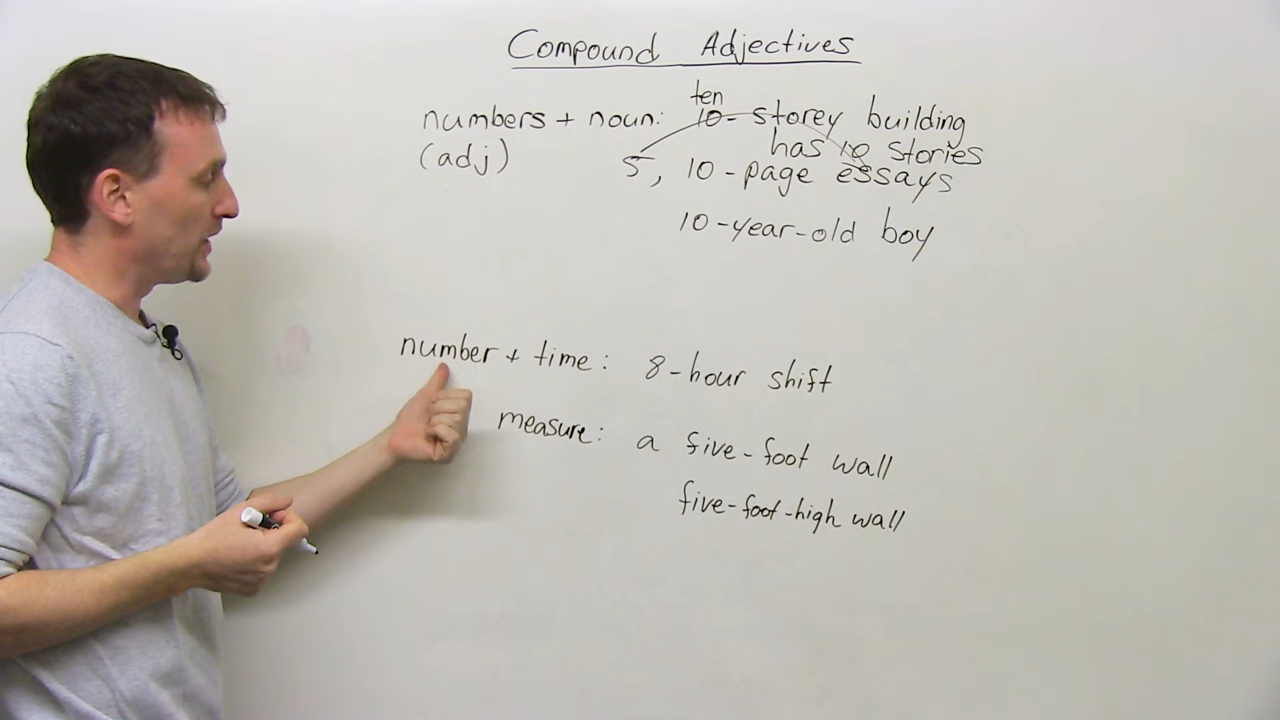 Compound Adjectives
ten
numbers + noun: 10-storey building
has 10 stories
(adj) 5, 10-page essays
10-year-old boy
number + time: 8-hour shift
measure: a five-foot wall
five-foot-high wall